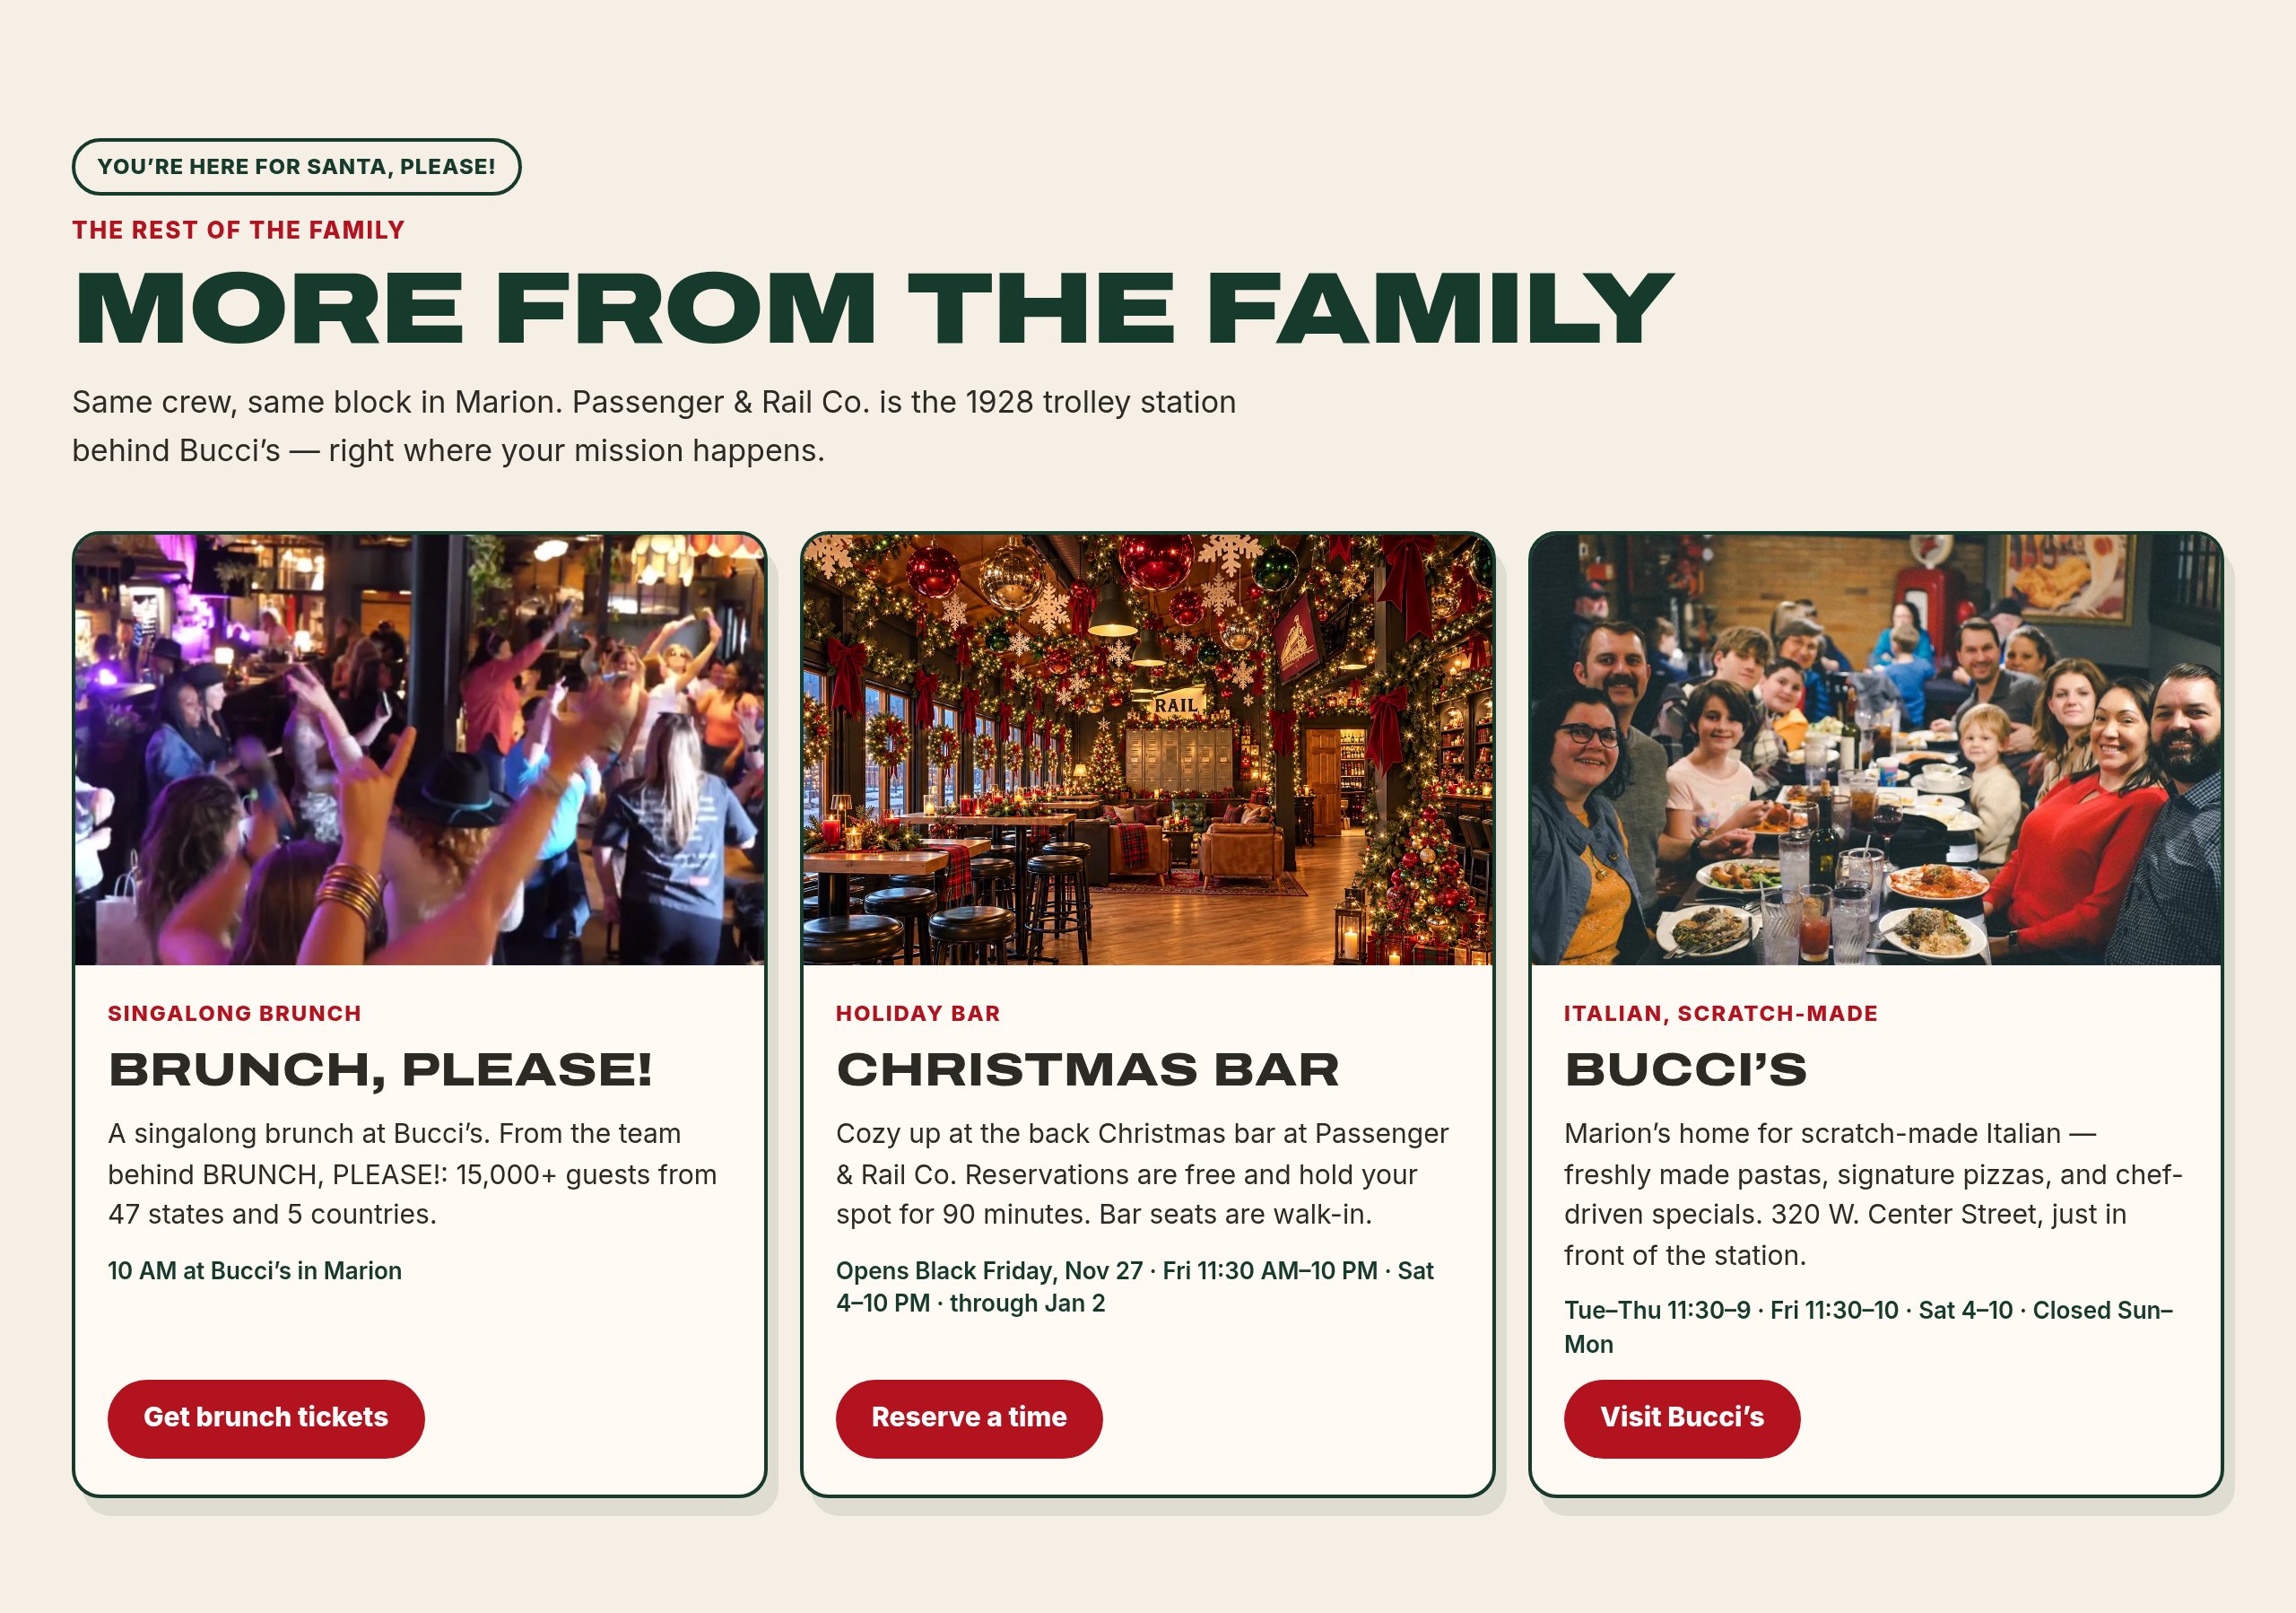 YOU’RE HERE FOR SANTA, PLEASE!
THE REST OF THE FAMILY
MORE FROM THE FAMILY
Same crew, same block in Marion. Passenger & Rail Co. is the 1928 trolley station
behind Bucci’s — right where your mission happens.
RAIL
SINGALONG BRUNCH
BRUNCH, PLEASE!
A singalong brunch at Bucci’s. From the team
behind BRUNCH, PLEASE!: 15,000+ guests from
47 states and 5 countries.
10 AM at Bucci’s in Marion
Get brunch tickets
HOLIDAY BAR
CHRISTMAS BAR
Cozy up at the back Christmas bar at Passenger
& Rail Co. Reservations are free and hold your
spot for 90 minutes. Bar seats are walk-in.
Opens Black Friday, Nov 27 · Fri 11:30 AM–10 PM · Sat
4–10 PM · through Jan 2
Reserve a time
ITALIAN, SCRATCH-MADE
BUCCI’S
Marion’s home for scratch-made Italian —
freshly made pastas, signature pizzas, and chef-
driven specials. 320 W. Center Street, just in
front of the station.
Tue–Thu 11:30–9 · Fri 11:30–10 · Sat 4–10 · Closed Sun–
Mon
Visit Bucci’s